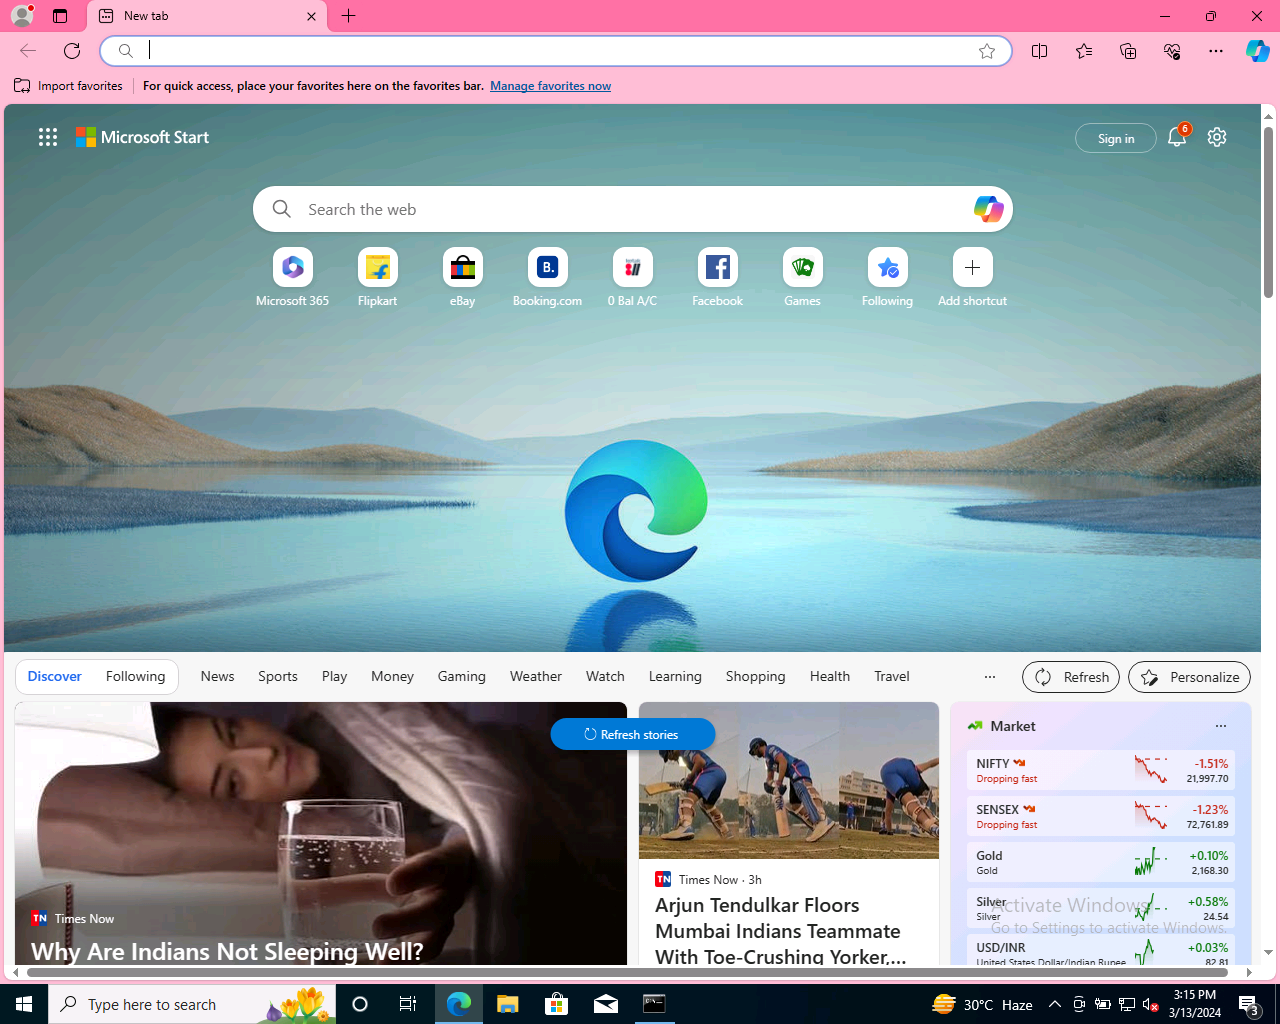 New tab
Import favorites
For quick access, place your favorites here on the favorites bar. Manage favorites now
Microsoft Start
Sign in
6
Search the web
Microsoft 365
Flipkart
eBay
B.
Booking.com
0 Bal A/C
Facebook
Games
Following
Add shortcut
Discover
Following
News
Sports
Play
Money
Gaming
Weather
Watch
Learning
Shopping
Health
Travel
Refresh
Personalize
Refresh stories
TN Times Now
Why Are Indians Not Sleeping Well?
TN Times Now · 3h
Arjun Tendulkar Floors
Mumbai Indians Teammate
With Toe-Crushing Yorker,...
Market
NIFTY -1.51%
Dropping fast 21,997.70
SENSEX -1.23%
Dropping fast 72,761.89
Gold +0.10%
Gold 2,168.30
Silver +0.58%
Silver 24.54
USD/INR +0.03%
United States Dollar/Indian Rupee 82.81
Activate Windows
Go to Settings to activate Windows.
Type here to search
30°C Haze
3:15 PM
3/13/2024
3